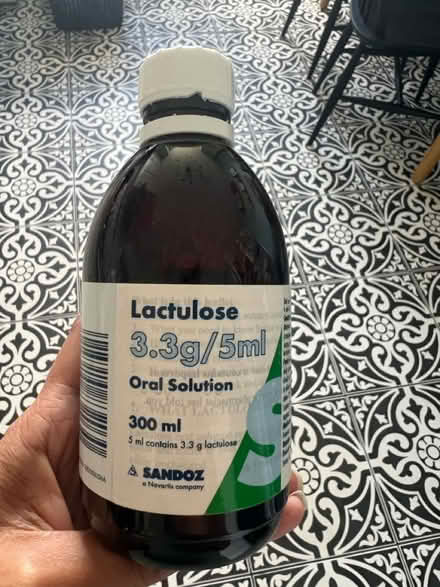 Lactulose
3.3g/5ml
Oral Solution
300 ml
5 ml contains 3.3 g lactulose
SANDOZ
a Novartis company
S